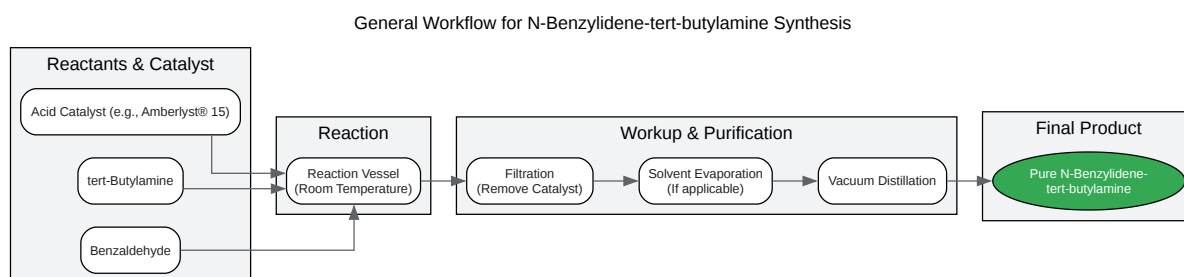 General Workflow for N-Benzylidene-tert-butylamine Synthesis
Reactants & Catalyst
Acid Catalyst (e.g., Amberlyst® 15)
tert-Butylamine
Benzaldehyde
Reaction
Reaction Vessel
(Room Temperature)
Workup & Purification
Filtration
(Remove Catalyst)
Solvent Evaporation
(If applicable)
Vacuum Distillation
Final Product
Pure N-Benzylidene-
tert-butylamine